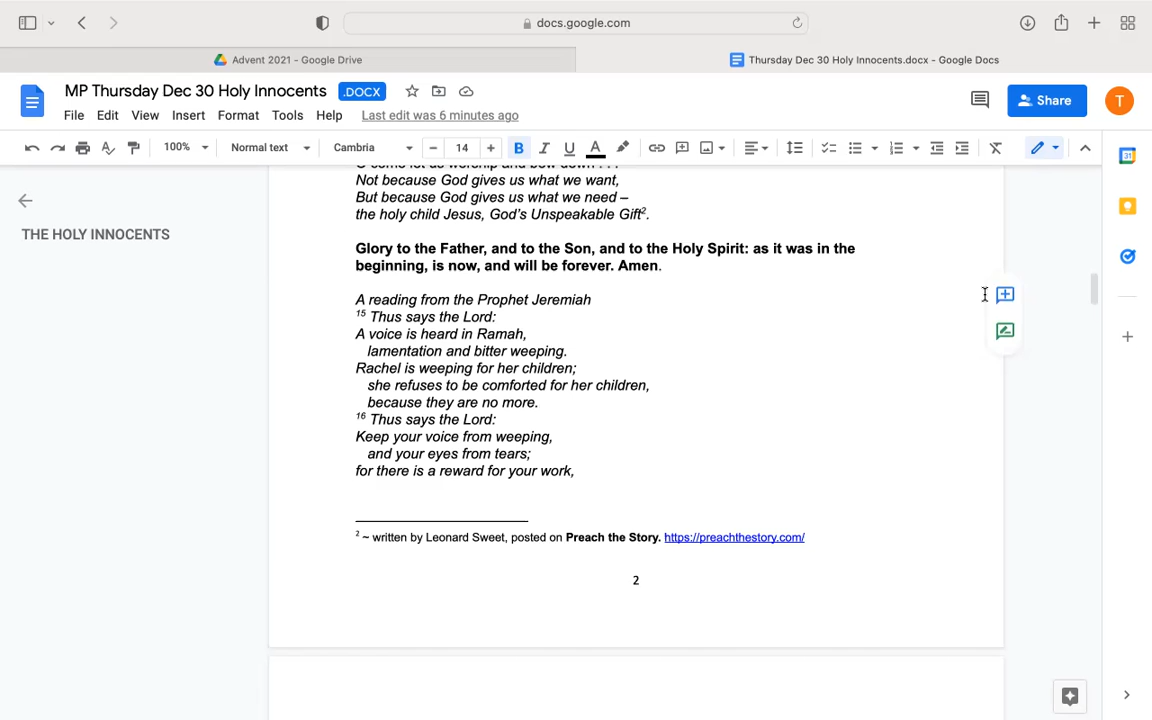 docs.google.com
Advent 2021 - Google Drive
Thursday Dec 30 Holy Innocents.docx - Google Docs
MP Thursday Dec 30 Holy Innocents .DOCX
File Edit View Insert Format Tools Help Last edit was 6 minutes ago
Share
T
100% Normal text Cambria 14 B I U A
THE HOLY INNOCENTS
O come let us worship and bow down . . .
Not because God gives us what we want,
But because God gives us what we need –
the holy child Jesus, God's Unspeakable Gift².
Glory to the Father, and to the Son, and to the Holy Spirit: as it was in the
beginning, is now, and will be forever. Amen.
A reading from the Prophet Jeremiah
¹⁵ Thus says the Lord:
A voice is heard in Ramah,
lamentation and bitter weeping.
Rachel is weeping for her children;
she refuses to be comforted for her children,
because they are no more.
¹⁶ Thus says the Lord:
Keep your voice from weeping,
and your eyes from tears;
for there is a reward for your work,
² ~ written by Leonard Sweet, posted on Preach the Story. https://preachthestory.com/
2
31